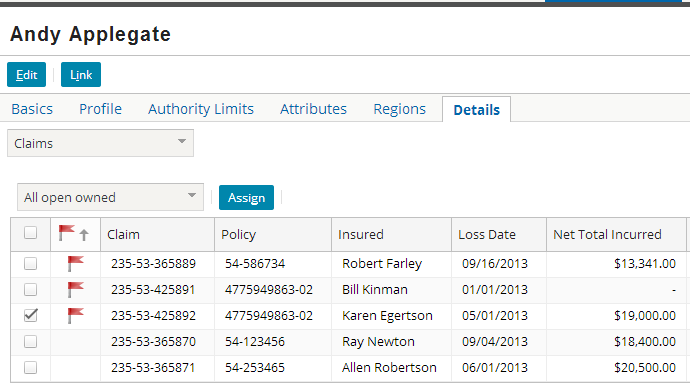 Andy Applegate
Edit Link
Basics Profile Authority Limits Attributes Regions Details
Claims
All open owned Assign
Claim Policy Insured Loss Date Net Total Incurred
235-53-365889 54-586734 Robert Farley 09/16/2013 $13,341.00
235-53-425891 4775949863-02 Bill Kinman 01/01/2013 -
235-53-425892 4775949863-02 Karen Egertson 05/01/2013 $19,000.00
235-53-365870 54-123456 Ray Newton 09/04/2013 $18,400.00
235-53-365871 54-253465 Allen Robertson 06/01/2013 $20,500.00